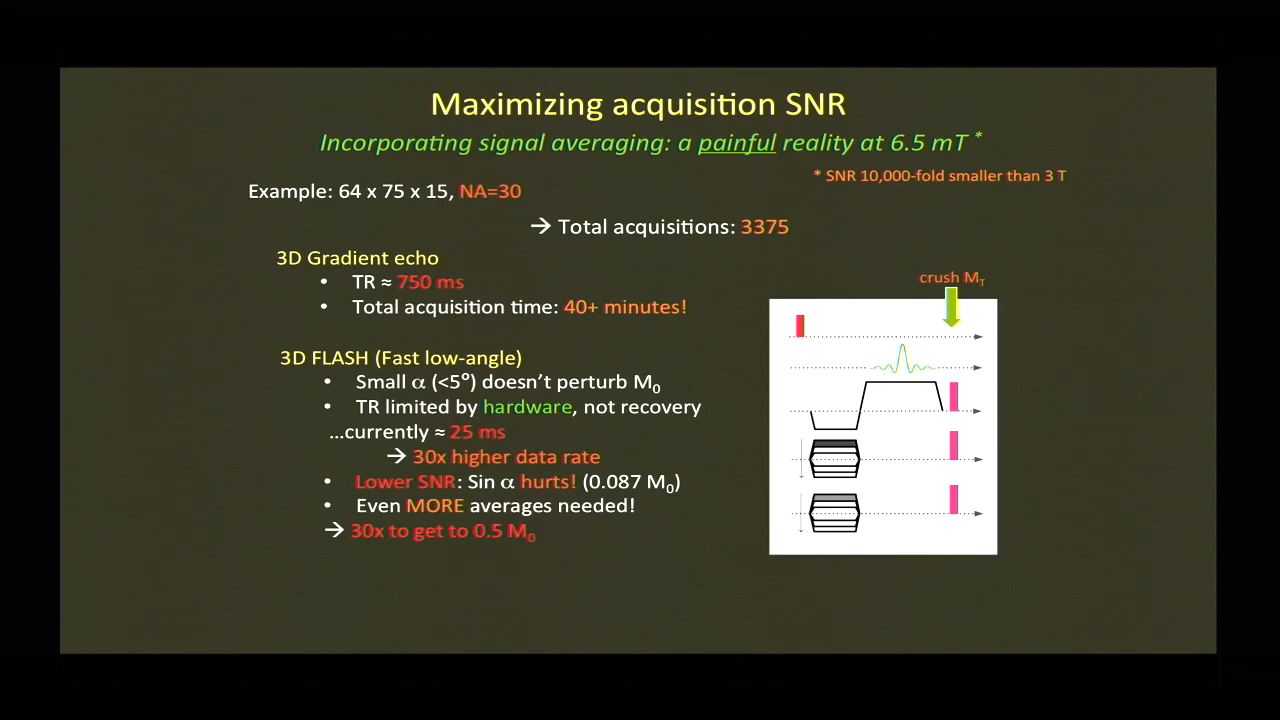 Maximizing acquisition SNR
Incorporating signal averaging: a painful reality at 6.5 mT *
* SNR 10,000-fold smaller than 3 T
Example: 64 x 75 x 15, NA=30
→ Total acquisitions: 3375
3D Gradient echo
• TR ≈ 750 ms
• Total acquisition time: 40+ minutes!
crush M_T
3D FLASH (Fast low-angle)
• Small α (<5°) doesn't perturb M₀
• TR limited by hardware, not recovery
…currently ≈ 25 ms
→ 30x higher data rate
• Lower SNR: Sin α hurts! (0.087 M₀)
• Even MORE averages needed!
→ 30x to get to 0.5 M₀